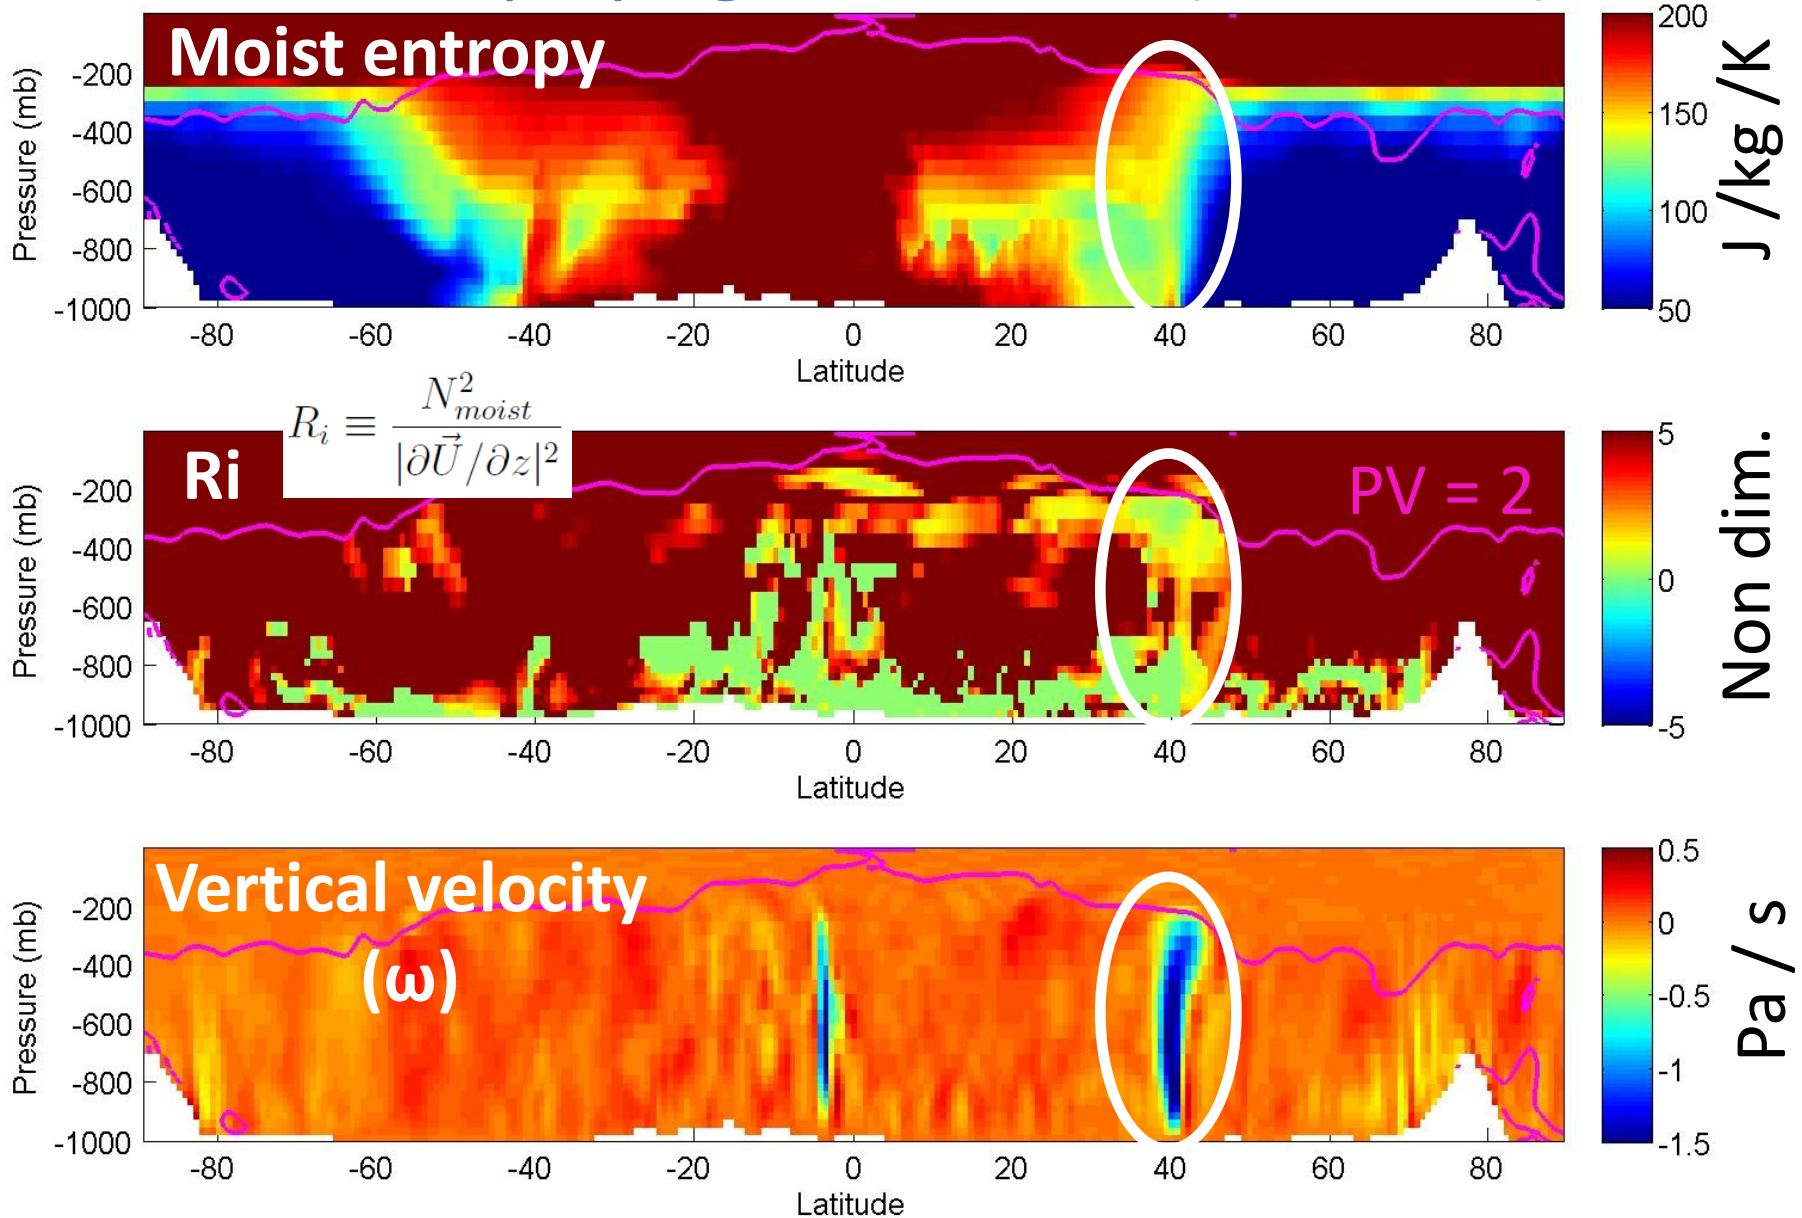 Moist entropy
Pressure (mb)
-200
-400
-600
-800
-1000
-80 -60 -40 -20 0 20 40 60 80
Latitude
200
150
100
50
J /kg /K
R_i ≡ N²_moist / |∂U⃗/∂z|²
Ri
PV = 2
Pressure (mb)
-200
-400
-600
-800
-1000
-80 -60 -40 -20 0 20 40 60 80
Latitude
5
0
-5
Non dim.
Vertical velocity
(ω)
Pressure (mb)
-200
-400
-600
-800
-1000
-80 -60 -40 -20 0 20 40 60 80
Latitude
0.5
0
-0.5
-1
-1.5
Pa / s